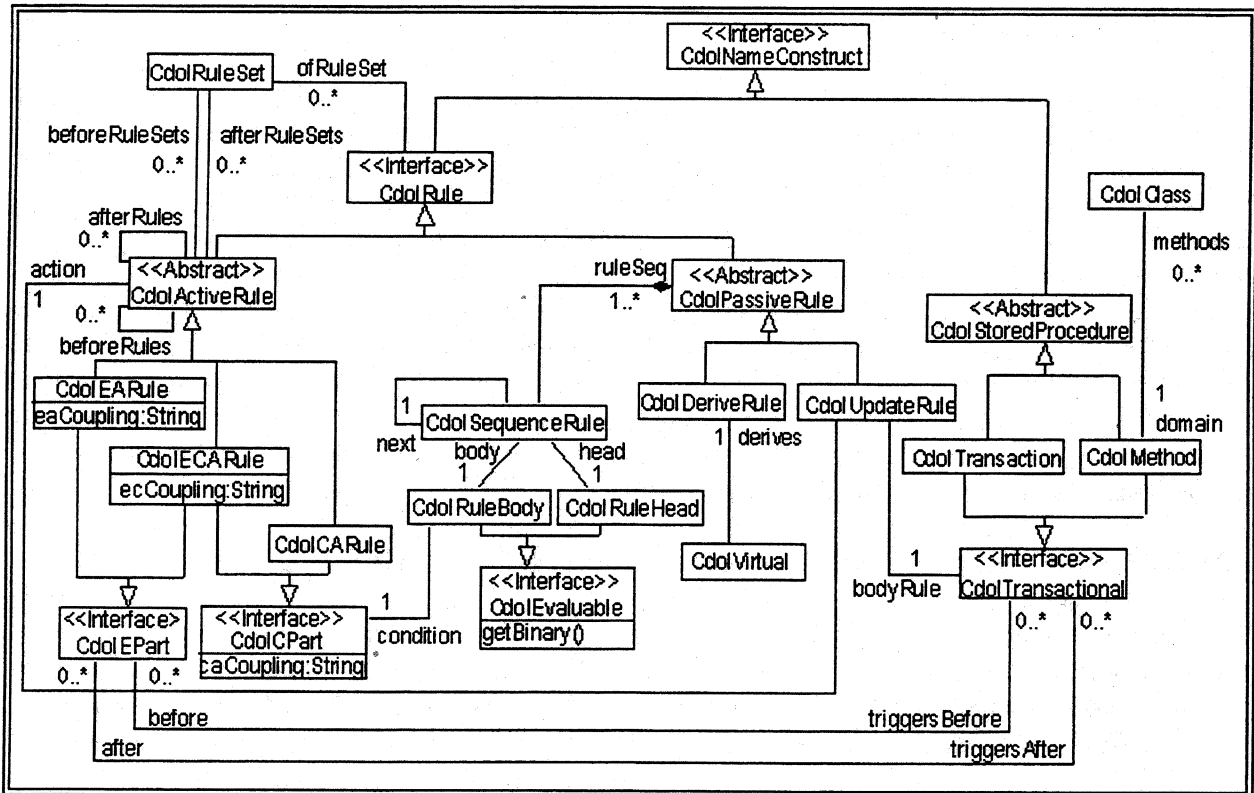 <<Interface>>
CdolNameConstruct
CdolRuleSet
ofRuleSet
0..*
beforeRuleSets
0..*
afterRuleSets
0..*
<<Interface>>
CdolRule
CdolClass
methods
0..*
afterRules
0..*
action
1
<<Abstract>>
CdolActiveRule
0..*
beforeRules
ruleSeq
1..*
<<Abstract>>
CdolPassiveRule
<<Abstract>>
CdolStoredProcedure
CdolEARule
eaCoupling:String
CdolECARule
ecCoupling:String
CdolCARule
1
next
CdolSequenceRule
body
1
head
1
CdolDeriveRule
1 derives
CdolUpdateRule
CdolTransaction
1
domain
CdolMethod
CdolRuleBody
CdolRuleHead
CdolVirtual
<<Interface>>
CdolEvaluable
getBinary()
1
bodyRule
<<Interface>>
CdolTransactional
0..*
0..*
<<Interface>
CdolEPart
0..*
0..*
<<Interface>>
CdolCPart
caCoupling:String
1
condition
before
triggersBefore
after
triggersAfter